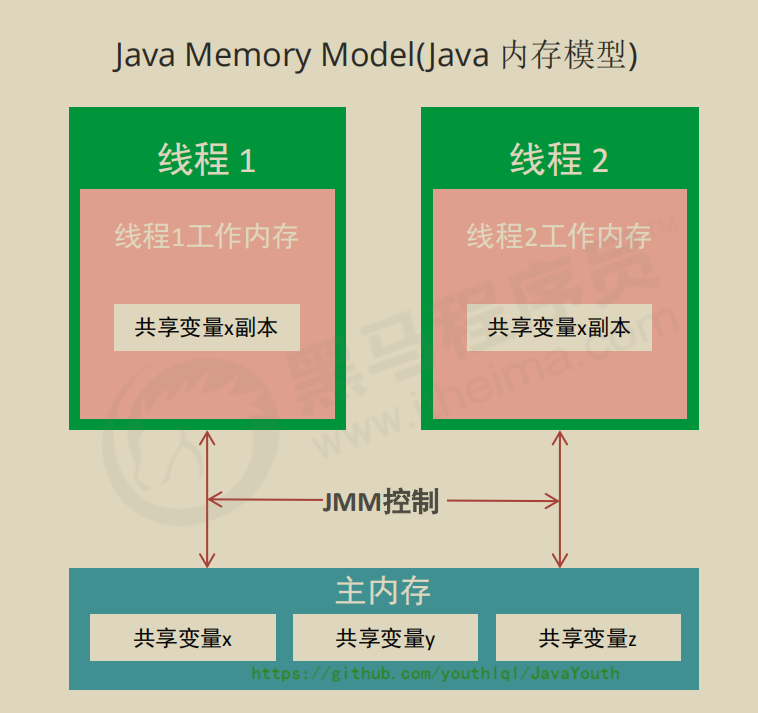 Java Memory Model(Java 内存模型)
线程 1
线程 2
线程1工作内存
线程2工作内存
共享变量x副本
共享变量x副本
黑马程序员™
www.itheima.com
JMM控制
主内存
共享变量x
共享变量y
共享变量z
https://github.com/youthlql/JavaYouth